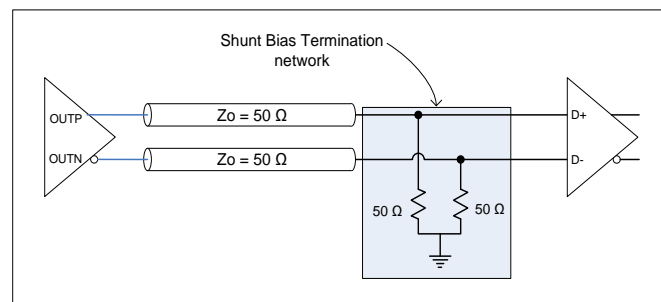 Shunt Bias Termination
network
OUTP
Zo = 50 Ω
D+
OUTN
Zo = 50 Ω
D-
50 Ω
50 Ω